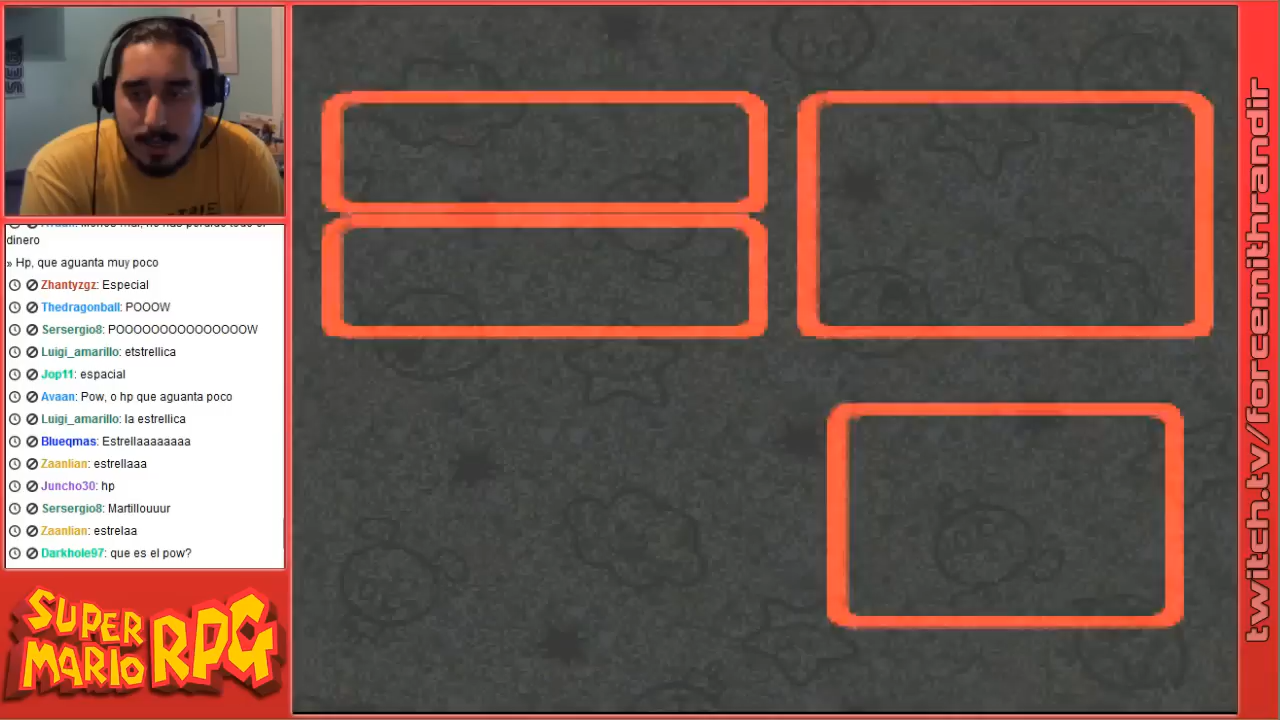 dinero
» Hp, que aguanta muy poco
Zhantyzgz: Especial
Thedragonball: POOOW
Sersergio8: POOOOOOOOOOOOOOOW
Luigi_amarillo: etstrellica
Jop11: espacial
Avaan: Pow, o hp que aguanta poco
Luigi_amarillo: la estrellica
Blueqmas: Estrellaaaaaaaa
Zaanlian: estrellaaa
Juncho30: hp
Sersergio8: Martillouuur
Zaanlian: estrelaa
Darkhole97: que es el pow?
SUPER
MARIO RPG
twitch.tv/forcemithrandir